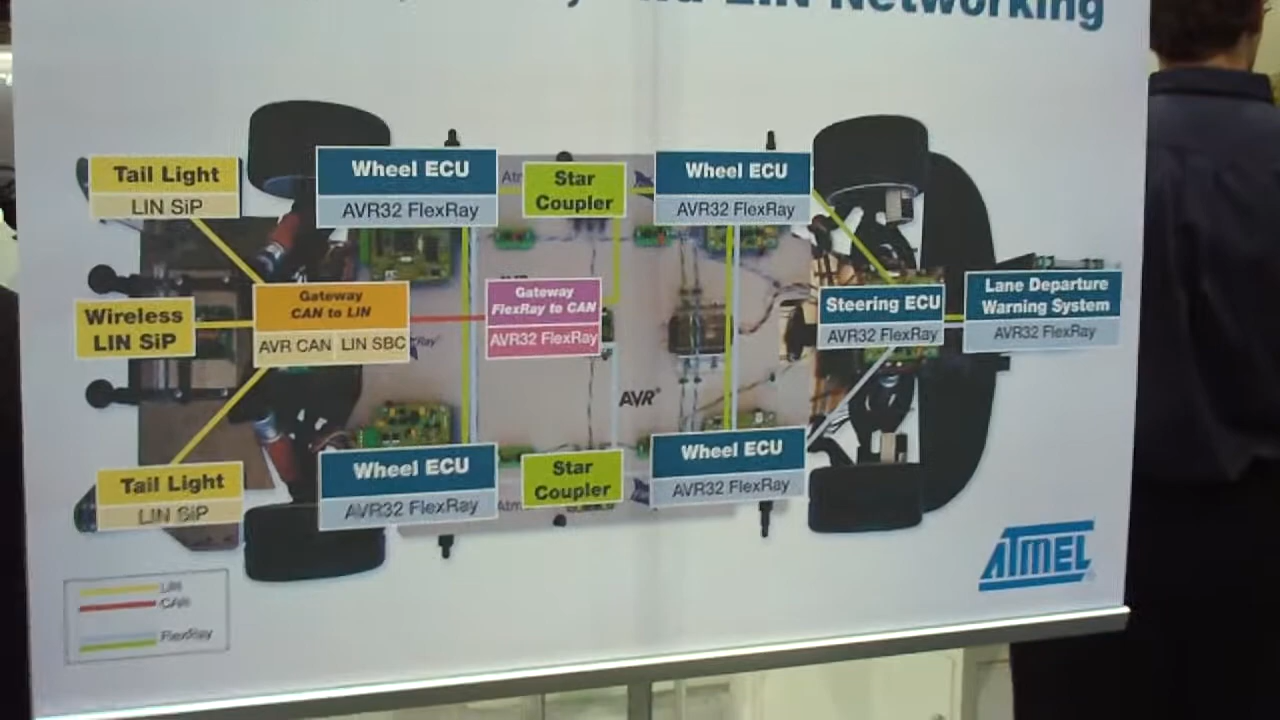 LIN Networking
Tail Light
LIN SiP
Wheel ECU
AVR32 FlexRay
Star
Coupler
Wheel ECU
AVR32 FlexRay
Wireless
LIN SiP
Gateway
CAN to LIN
AVR CAN LIN SBC
Gateway
FlexRay to CAN
AVR32 FlexRay
Steering ECU
AVR32 FlexRay
Lane Departure
Warning System
AVR32 FlexRay
AVR®
Tail Light
LIN SiP
Wheel ECU
AVR32 FlexRay
Star
Coupler
Wheel ECU
AVR32 FlexRay
LIN
CAN
FlexRay
ATMEL